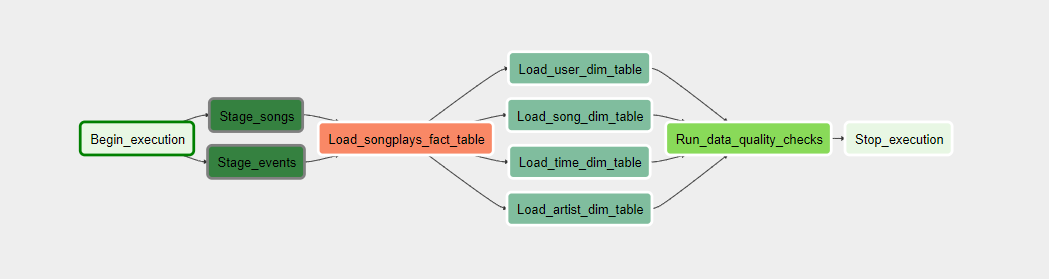 Begin_execution
Stage_songs
Stage_events
Load_songplays_fact_table
Load_user_dim_table
Load_song_dim_table
Load_time_dim_table
Load_artist_dim_table
Run_data_quality_checks
Stop_execution